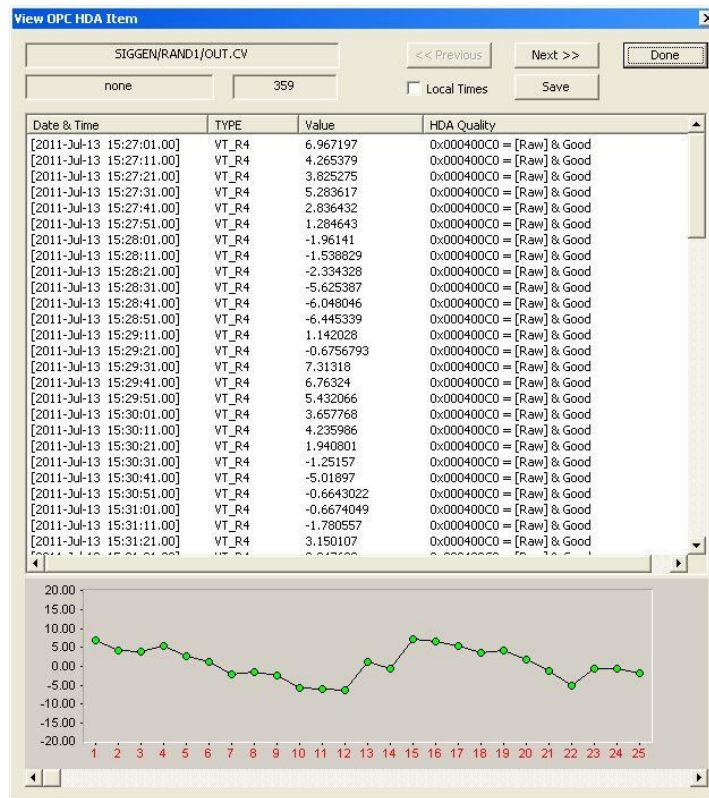 View OPC HDA Item
SIGGEN/RAND1/OUT.CV
<< Previous Next >> Done
none 359
Local Times Save
Date & Time TYPE Value HDA Quality
[2011-Jul-13 15:27:01.00] VT_R4 6.967197 0x000400C0 = [Raw] & Good
[2011-Jul-13 15:27:11.00] VT_R4 4.265379 0x000400C0 = [Raw] & Good
[2011-Jul-13 15:27:21.00] VT_R4 3.825275 0x000400C0 = [Raw] & Good
[2011-Jul-13 15:27:31.00] VT_R4 5.283617 0x000400C0 = [Raw] & Good
[2011-Jul-13 15:27:41.00] VT_R4 2.836432 0x000400C0 = [Raw] & Good
[2011-Jul-13 15:27:51.00] VT_R4 1.284643 0x000400C0 = [Raw] & Good
[2011-Jul-13 15:28:01.00] VT_R4 -1.96141 0x000400C0 = [Raw] & Good
[2011-Jul-13 15:28:11.00] VT_R4 -1.538829 0x000400C0 = [Raw] & Good
[2011-Jul-13 15:28:21.00] VT_R4 -2.334328 0x000400C0 = [Raw] & Good
[2011-Jul-13 15:28:31.00] VT_R4 -5.625387 0x000400C0 = [Raw] & Good
[2011-Jul-13 15:28:41.00] VT_R4 -6.048046 0x000400C0 = [Raw] & Good
[2011-Jul-13 15:28:51.00] VT_R4 -6.445339 0x000400C0 = [Raw] & Good
[2011-Jul-13 15:29:11.00] VT_R4 1.142028 0x000400C0 = [Raw] & Good
[2011-Jul-13 15:29:21.00] VT_R4 -0.6756793 0x000400C0 = [Raw] & Good
[2011-Jul-13 15:29:31.00] VT_R4 7.31318 0x000400C0 = [Raw] & Good
[2011-Jul-13 15:29:41.00] VT_R4 6.76324 0x000400C0 = [Raw] & Good
[2011-Jul-13 15:29:51.00] VT_R4 5.432066 0x000400C0 = [Raw] & Good
[2011-Jul-13 15:30:01.00] VT_R4 3.657768 0x000400C0 = [Raw] & Good
[2011-Jul-13 15:30:11.00] VT_R4 4.235986 0x000400C0 = [Raw] & Good
[2011-Jul-13 15:30:21.00] VT_R4 1.940801 0x000400C0 = [Raw] & Good
[2011-Jul-13 15:30:31.00] VT_R4 -1.25157 0x000400C0 = [Raw] & Good
[2011-Jul-13 15:30:41.00] VT_R4 -5.01897 0x000400C0 = [Raw] & Good
[2011-Jul-13 15:30:51.00] VT_R4 -0.6643022 0x000400C0 = [Raw] & Good
[2011-Jul-13 15:31:01.00] VT_R4 -0.6674049 0x000400C0 = [Raw] & Good
[2011-Jul-13 15:31:11.00] VT_R4 -1.780557 0x000400C0 = [Raw] & Good
[2011-Jul-13 15:31:21.00] VT_R4 3.150107 0x000400C0 = [Raw] & Good
20.00
15.00
10.00
5.00
0.00
-5.00
-10.00
-15.00
-20.00
1 2 3 4 5 6 7 8 9 10 11 12 13 14 15 16 17 18 19 20 21 22 23 24 25